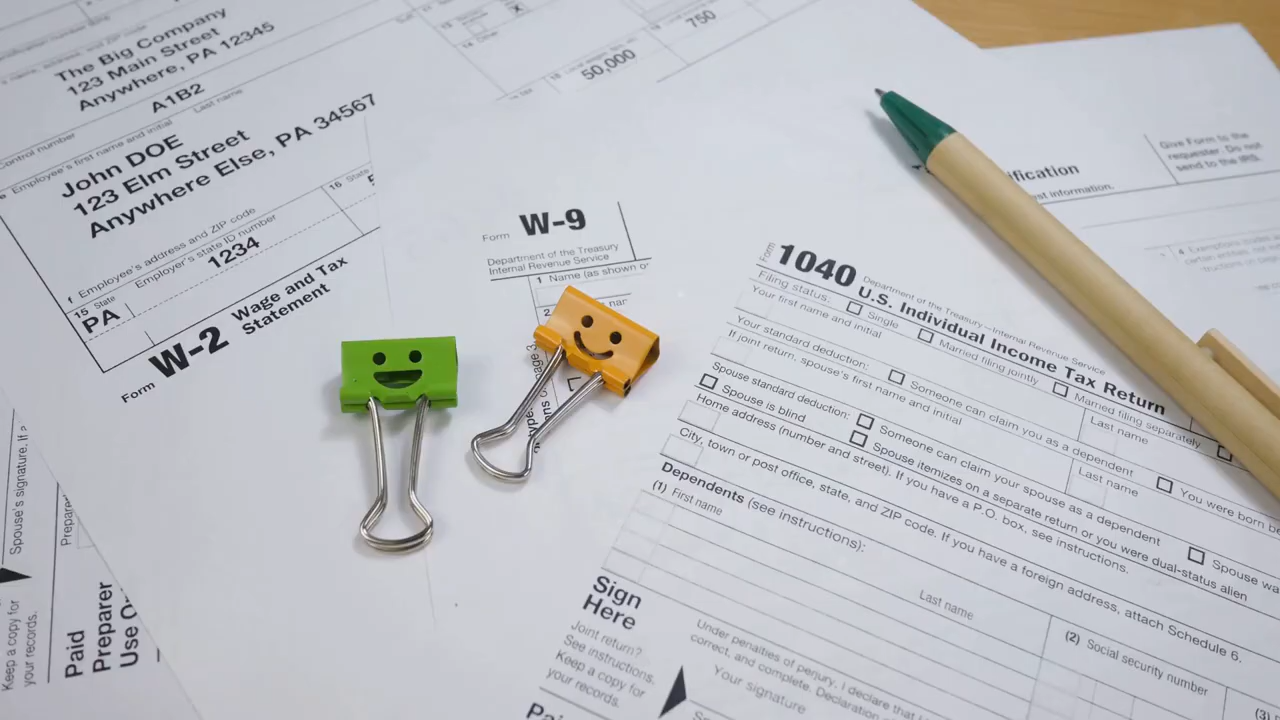 The Big Company
123 Main Street
Anywhere, PA 12345
A1B2
50,000
750
Control number
Employee's first name and initial
Last name
John DOE
123 Elm Street
Anywhere Else, PA 34567
f Employee's address and ZIP code
15 State
Employer's state ID number
16 State
PA
1234
Form W-2 Wage and Tax
Statement
Form W-9
Department of the Treasury
Internal Revenue Service
1 Name (as shown o
page 3.
Give Form to the
requester. Do not
send to the IRS.
ification
st information.
Form 1040
Department of the Treasury—Internal Revenue Service
U.S. Individual Income Tax Return
Filing status:
Single
Married filing jointly
Married filing separately
Your first name and initial
Last name
Your standard deduction:
Someone can claim you as a dependent
You were born be
If joint return, spouse's first name and initial
Last name
Spouse standard deduction:
Someone can claim your spouse as a dependent
Spouse wa
Spouse is blind
Spouse itemizes on a separate return or you were dual-status alien
Home address (number and street). If you have a P.O. box, see instructions.
City, town or post office, state, and ZIP code. If you have a foreign address, attach Schedule 6.
Dependents (see instructions):
(1) First name
Last name
(2) Social security number
(3)
Sign
Here
Joint return?
See instructions.
Keep a copy for
your records.
Under penalties of perjury, I declare that I
correct, and complete. Declaration
Your signature
Spouse's signature. If
Keep a copy for
your records.
Paid
Preparer
Use O
Prepare